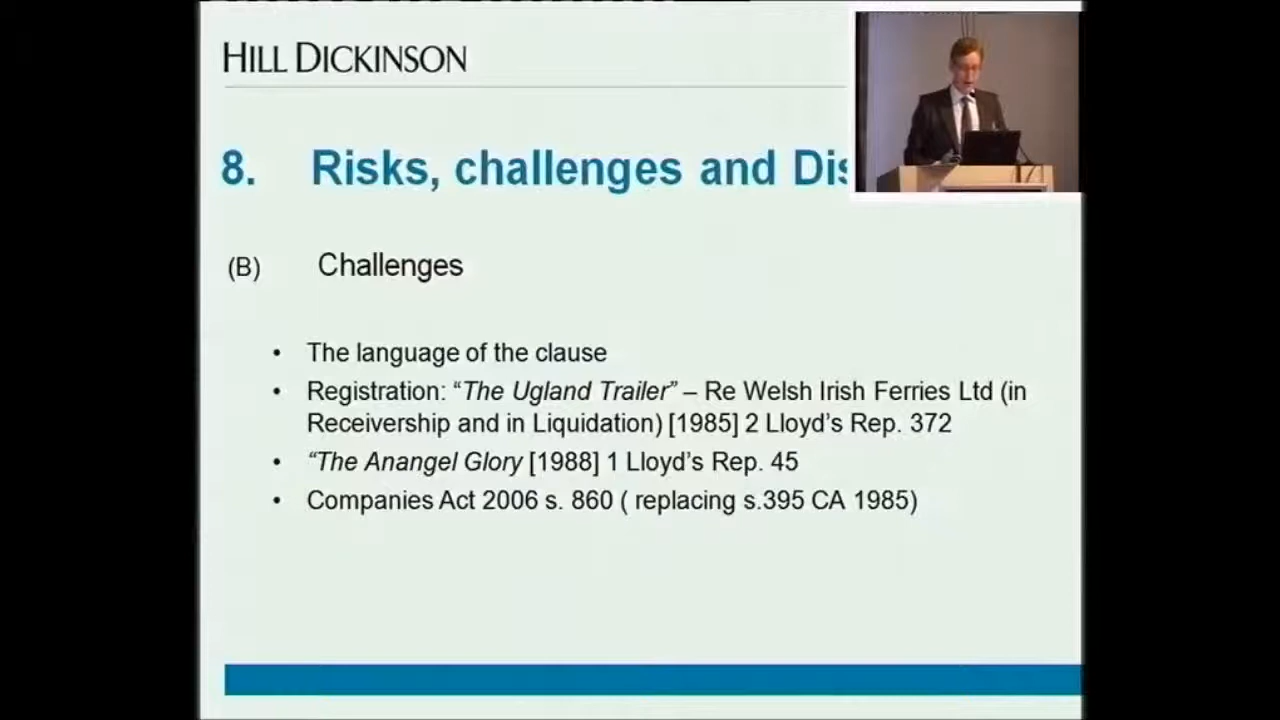 HILL DICKINSON
8. Risks, challenges and Dis
(B) Challenges
• The language of the clause
• Registration: “The Ugland Trailer” – Re Welsh Irish Ferries Ltd (in
Receivership and in Liquidation) [1985] 2 Lloyd’s Rep. 372
• “The Anangel Glory [1988] 1 Lloyd’s Rep. 45
• Companies Act 2006 s. 860 ( replacing s.395 CA 1985)